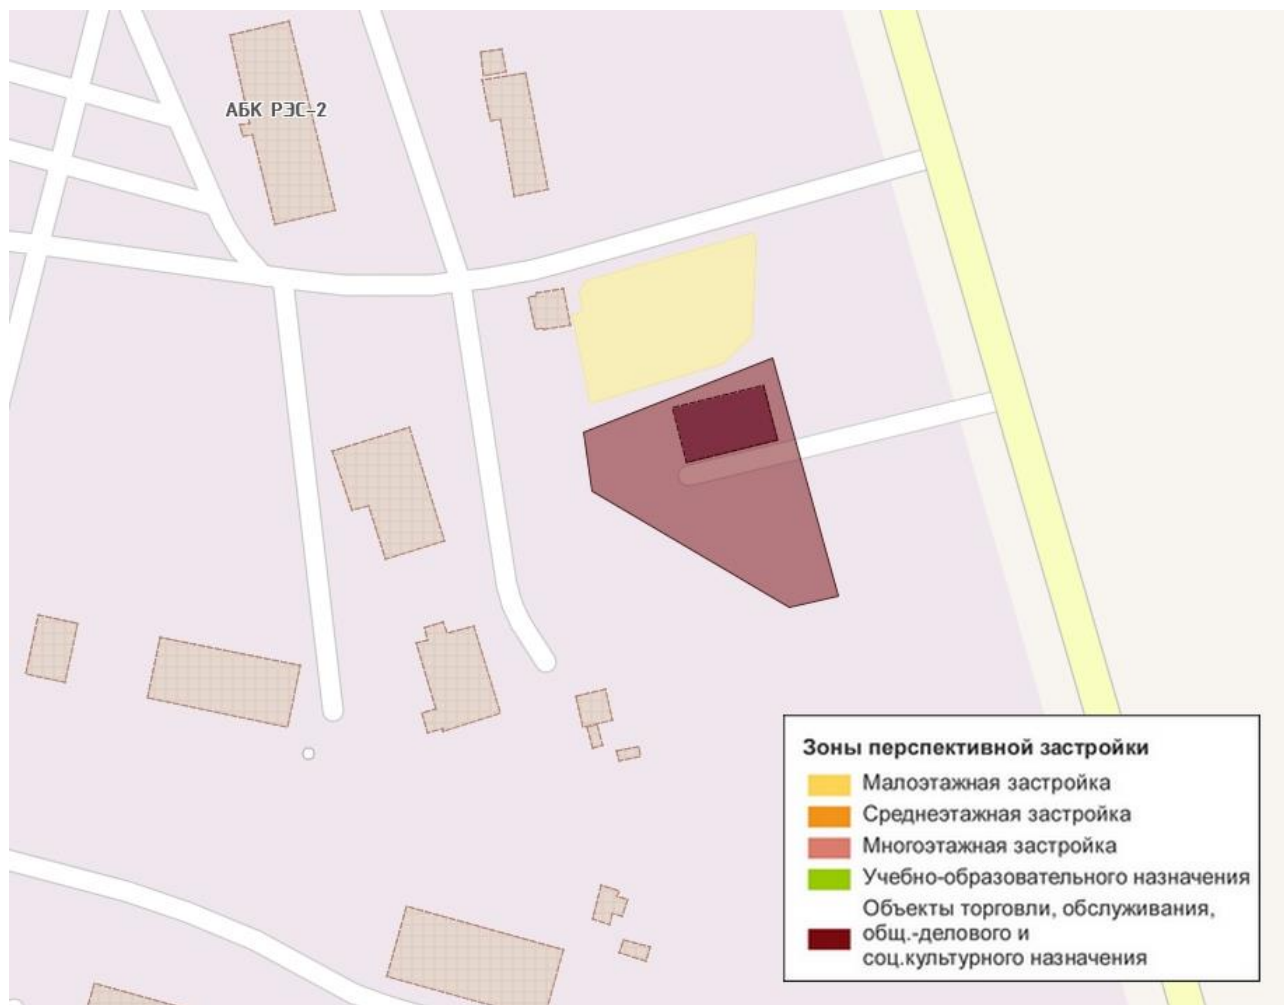 АБК РЭС-2
Зоны перспективной застройки
Малоэтажная застройка
Среднеэтажная застройка
Многоэтажная застройка
Учебно-образовательного назначения
Объекты торговли, обслуживания,
общ.-делового и
соц.культурного назначения